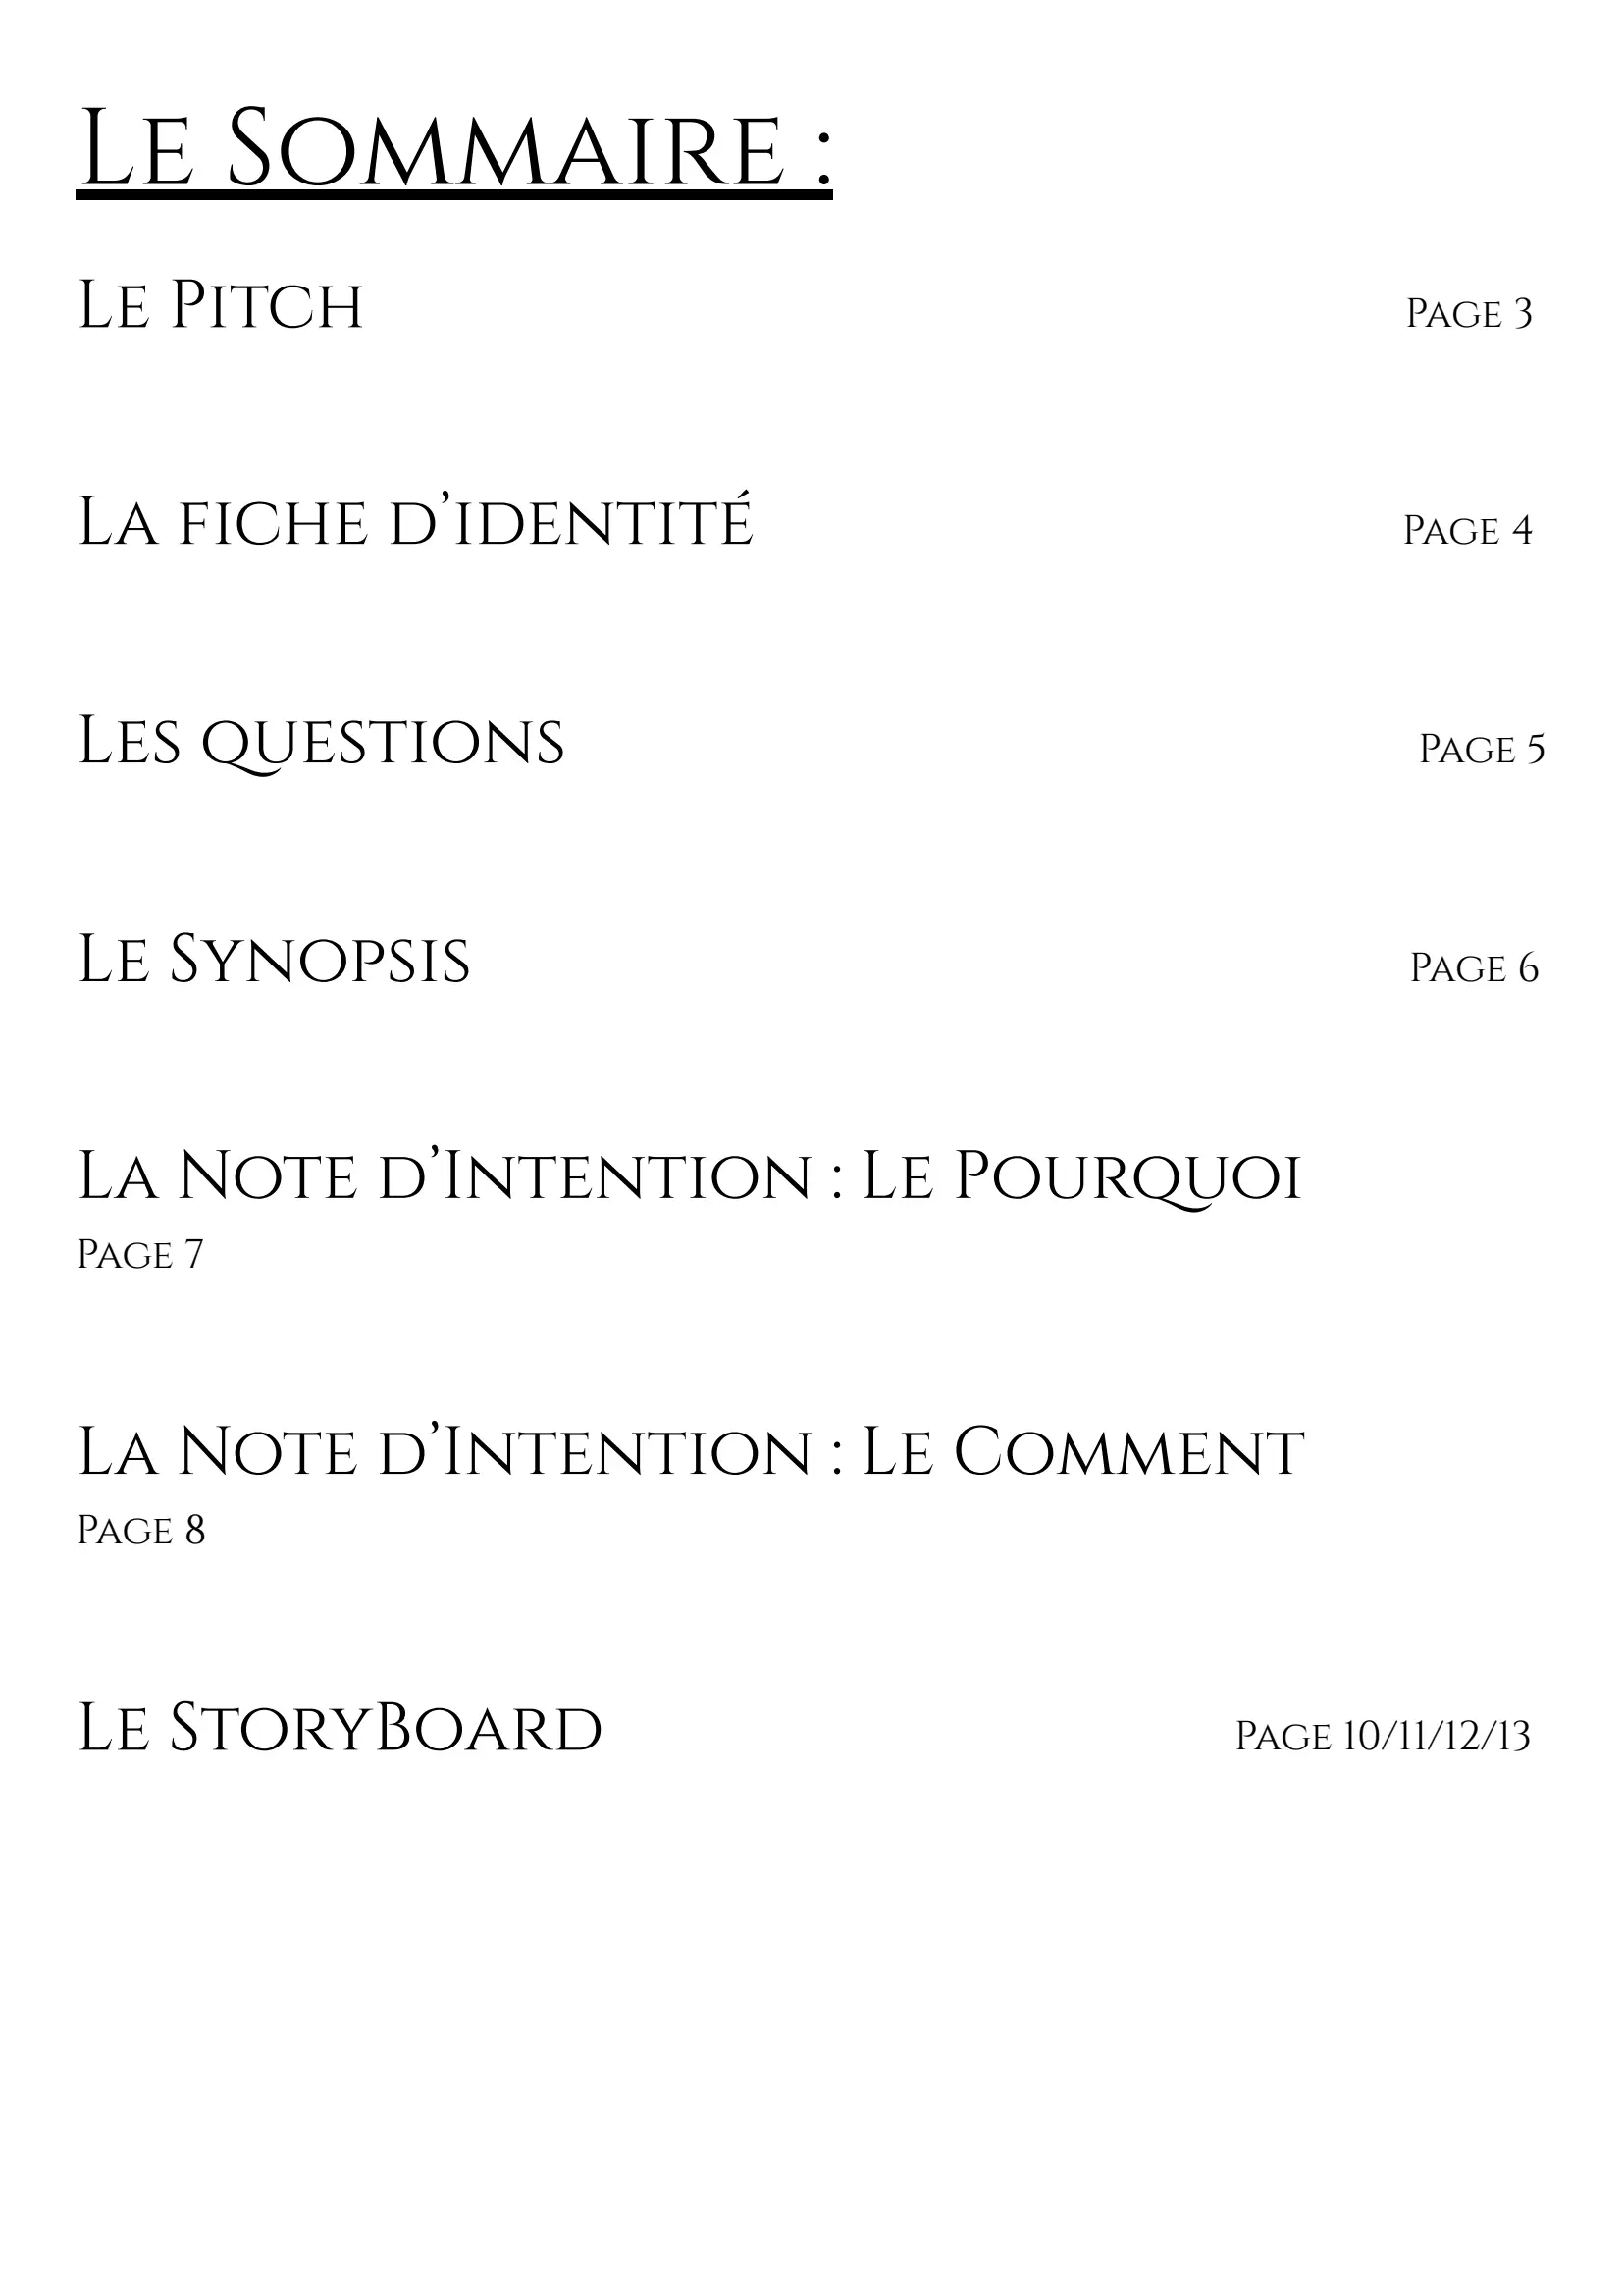 Le Sommaire :
Le Pitch Page 3
La fiche d’identité Page 4
Les questions Page 5
Le Synopsis Page 6
La Note d’Intention : Le Pourquoi
Page 7
La Note d’Intention : Le Comment
Page 8
Le StoryBoard Page 10/11/12/13